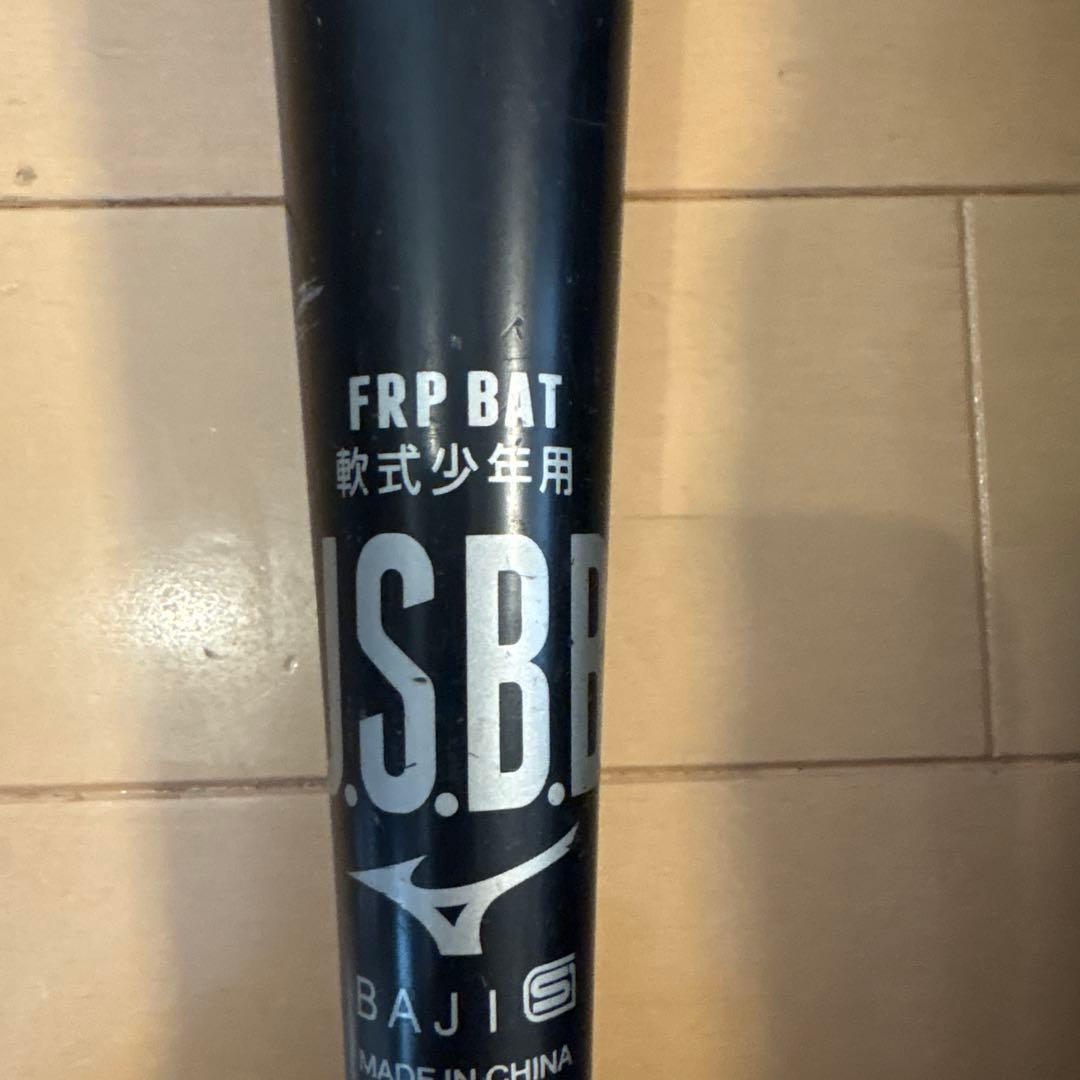 FRP BAT
軟式少年用
J.S.B.B
BAJI S
MADE IN CHINA